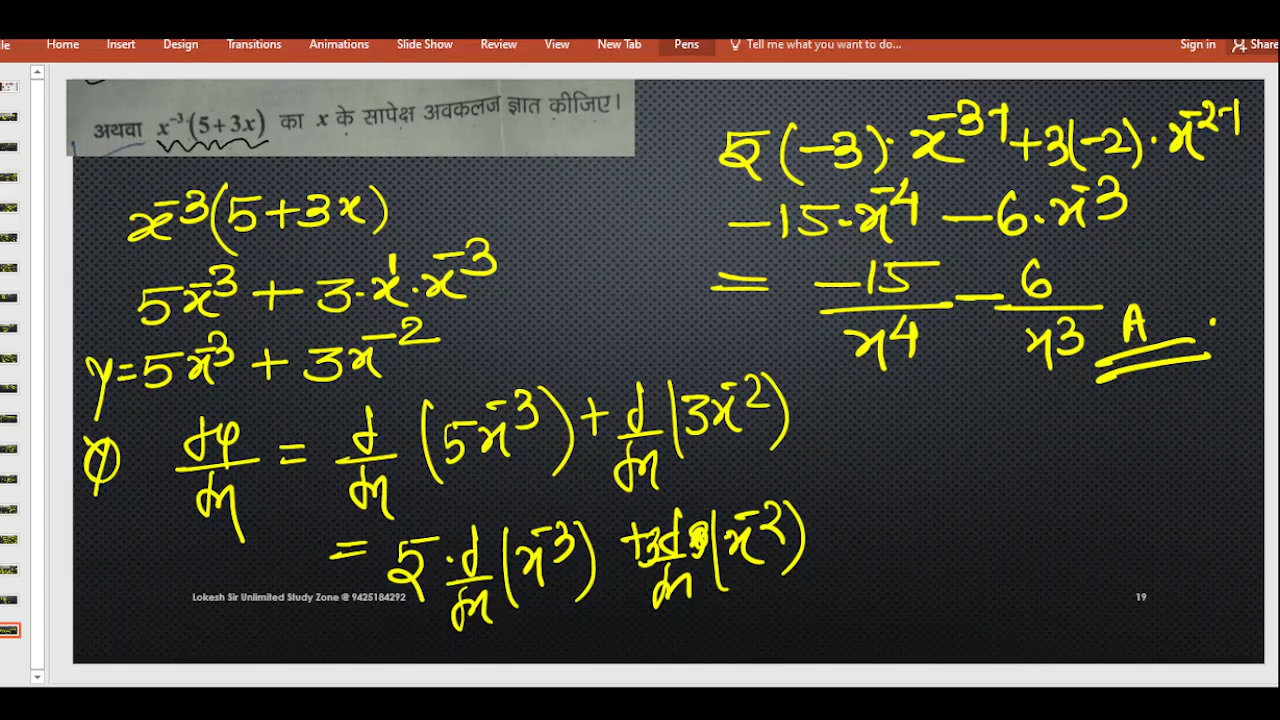 Home Insert Design Transitions Animations Slide Show Review View New Tab Pens Tell me what you want to do... Sign in Share
अथवा x⁻³(5+3x) का x के सापेक्ष अवकलज ज्ञात कीजिए।
x⁻³(5+3x)
5x⁻³ + 3·x¹·x⁻³
y=5x⁻³ + 3x⁻²
dy/dx = d/dx (5x⁻³) + d/dx (3x⁻²)
= 5·d/dx (x⁻³) + 3d/dx (x⁻²)
5(-3)·x⁻³⁻¹ + 3(-2)·x⁻²⁻¹
-15·x⁻⁴ - 6·x⁻³
= -15/x⁴ - 6/x³ A
Lokesh Sir Unlimited Study Zone @ 9425184292
19